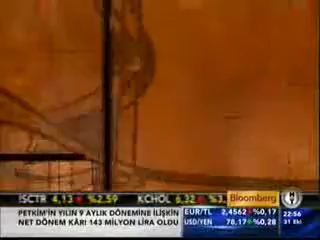 ISCTR 4,13 %2.59 KCHOL 6,32
Bloomberg
PETKİM'İN YILIN 9 AYLIK DÖNEMİNE İLİŞKİN
NET DÖNEM KÂRI 143 MİLYON LİRA OLDU
EUR/TL 2,4562 %0,17
USD/YEN 78,17 %0,28
22:56
31 Eki